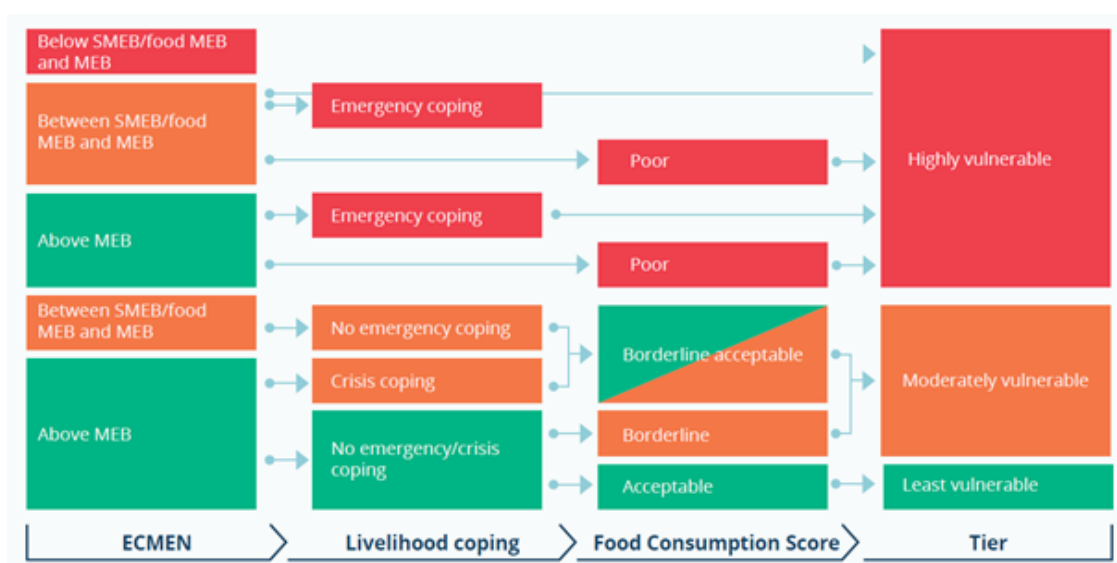 Below SMEB/food MEB
and MEB
Emergency coping
Between SMEB/food
MEB and MEB
Poor
Highly vulnerable
Emergency coping
Above MEB
Poor
Between SMEB/food
MEB and MEB
No emergency coping
Borderline acceptable
Crisis coping
Moderately vulnerable
Above MEB
Borderline
No emergency/crisis
coping
Acceptable
Least vulnerable
ECMEN
Livelihood coping
Food Consumption Score
Tier